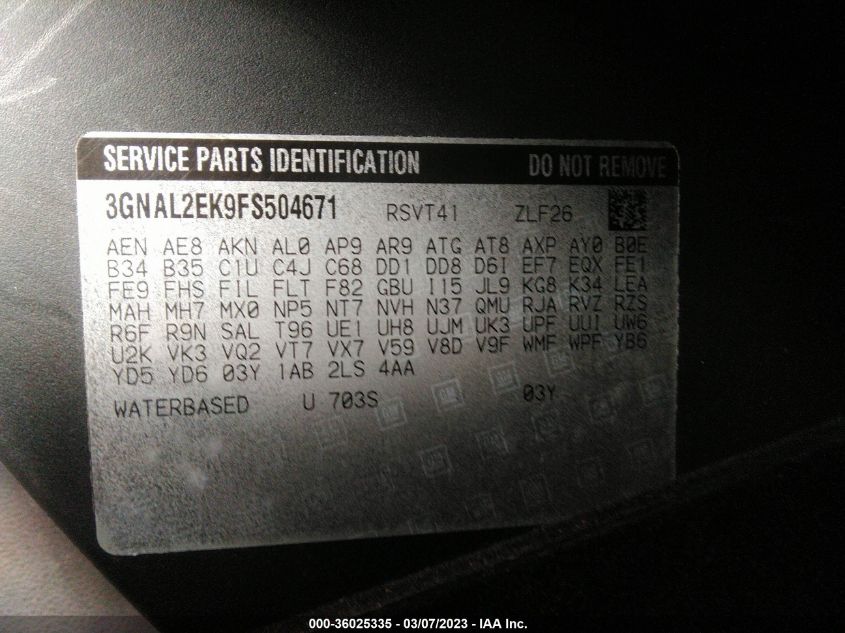 SERVICE PARTS IDENTIFICATION DO NOT REMOVE
3GNAL2EK9FS504671 RSVT41 ZLF26
AEN AE8 AKN AL0 AP9 AR9 ATG AT8 AXP AY0 B0E
B34 B35 C1U C4J C68 DD1 DD8 D6I EF7 EQX FE1
FE9 FHS FIL FLT F82 GBU I15 JL9 KG8 K34 LEA
MAH MH7 MX0 NP5 NT7 NVH N37 QMU RJA RVZ RZS
R6F R9N SAL T96 UE1 UH8 UJM UK3 UPF UUI UW6
U2K VK3 VQ2 VT7 VX7 V59 V8D V9F WMF WPF YB6
YD5 YD6 03Y 1AB 2LS 4AA
WATERBASED U 703S 03Y
000-36025335 - 03/07/2023 - IAA Inc.